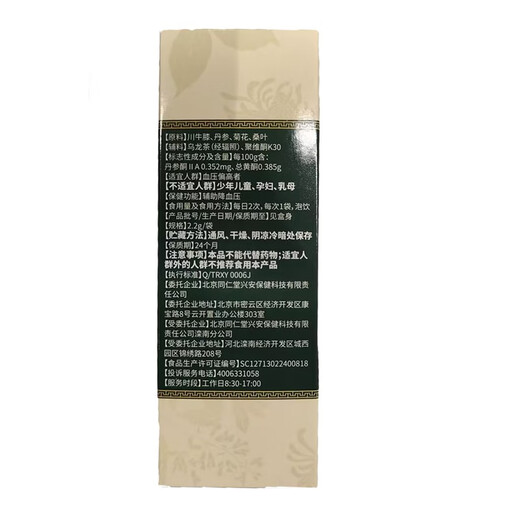 【原料】川牛膝、丹参、菊花、桑叶
【辅料】乌龙茶(经辐照)、聚维酮K30
【标志性成分及含量】每100g含:
丹参酮ⅡA 0.352mg、总黄酮0.385g
【适宜人群】血压偏高者
【不适宜人群】少年儿童、孕妇、乳母
【保健功能】辅助降血压
【食用量及食用方法】每日2次,每次1袋,泡饮
【产品批号/生产日期/保质期至】见盒身
【规格】2.2g/袋
【贮藏方法】通风、干燥、阴凉冷暗处保存
【保质期】24个月
【注意事项】本品不能代替药物;适宜人
群外的人群不推荐食用本产品
【执行标准】Q/TRXY 0006J
【委托企业】北京同仁堂兴安保健科技有限责
任公司
【委托企业地址】北京市密云区经济开发区康
宝路8号云开置业办公楼303室
【受委托企业】北京同仁堂兴安保健科技有限
责任公司滦南分公司
【受委托企业地址】河北滦南经济开发区城西
园区锦绣路208号
【食品生产许可证编号】SC12713022400818
【投诉服务电话】4006331058
【服务时段】工作日8:30-17:00